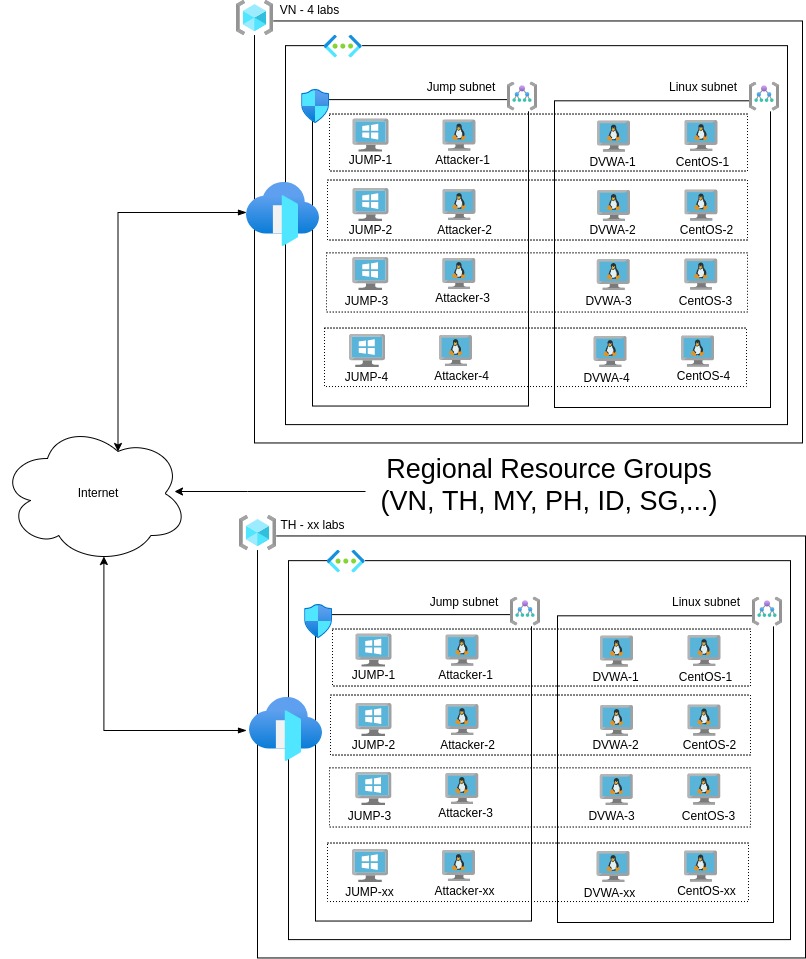 VN - 4 labs
Jump subnet
Linux subnet
JUMP-1
Attacker-1
DVWA-1
CentOS-1
JUMP-2
Attacker-2
DVWA-2
CentOS-2
JUMP-3
Attacker-3
DVWA-3
CentOS-3
JUMP-4
Attacker-4
DVWA-4
CentOS-4
Internet
Regional Resource Groups
(VN, TH, MY, PH, ID, SG,...)
TH - xx labs
Jump subnet
Linux subnet
JUMP-1
Attacker-1
DVWA-1
CentOS-1
JUMP-2
Attacker-2
DVWA-2
CentOS-2
JUMP-3
Attacker-3
DVWA-3
CentOS-3
JUMP-xx
Attacker-xx
DVWA-xx
CentOS-xx